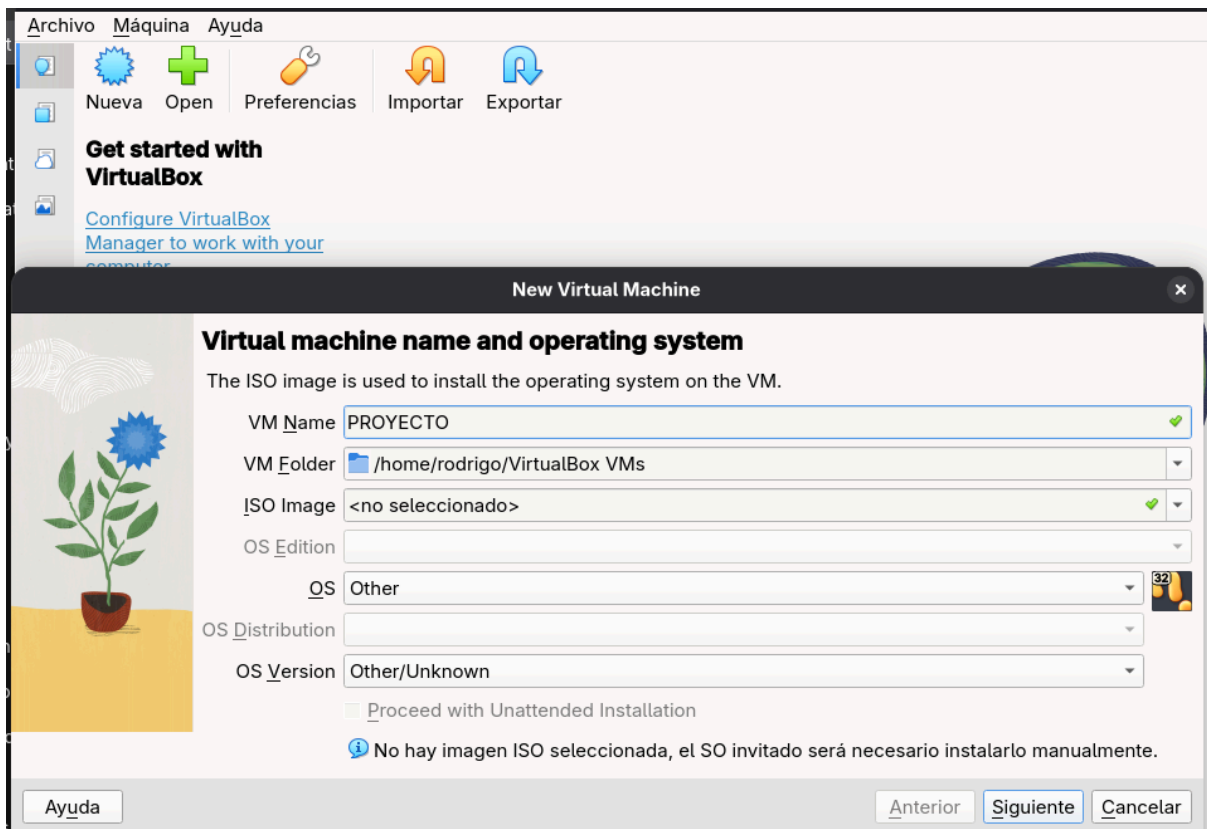 Archivo Máquina Ayuda
Nueva Open Preferencias Importar Exportar
Get started with
VirtualBox
Configure VirtualBox
Manager to work with your
computer
New Virtual Machine
Virtual machine name and operating system
The ISO image is used to install the operating system on the VM.
VM Name PROYECTO
VM Folder /home/rodrigo/VirtualBox VMs
ISO Image <no seleccionado>
OS Edition
OS Other 32
OS Distribution
OS Version Other/Unknown
Proceed with Unattended Installation
No hay imagen ISO seleccionada, el SO invitado será necesario instalarlo manualmente.
Ayuda Anterior Siguiente Cancelar